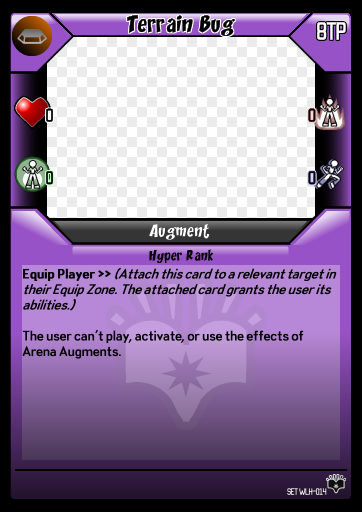 Terrain Bug
8TP
0
0
0
0
Augment
Hyper Rank
Equip Player >> (Attach this card to a relevant target in
their Equip Zone. The attached card grants the user its
abilities.)
The user can't play, activate, or use the effects of
Arena Augments.
SET WLH-014